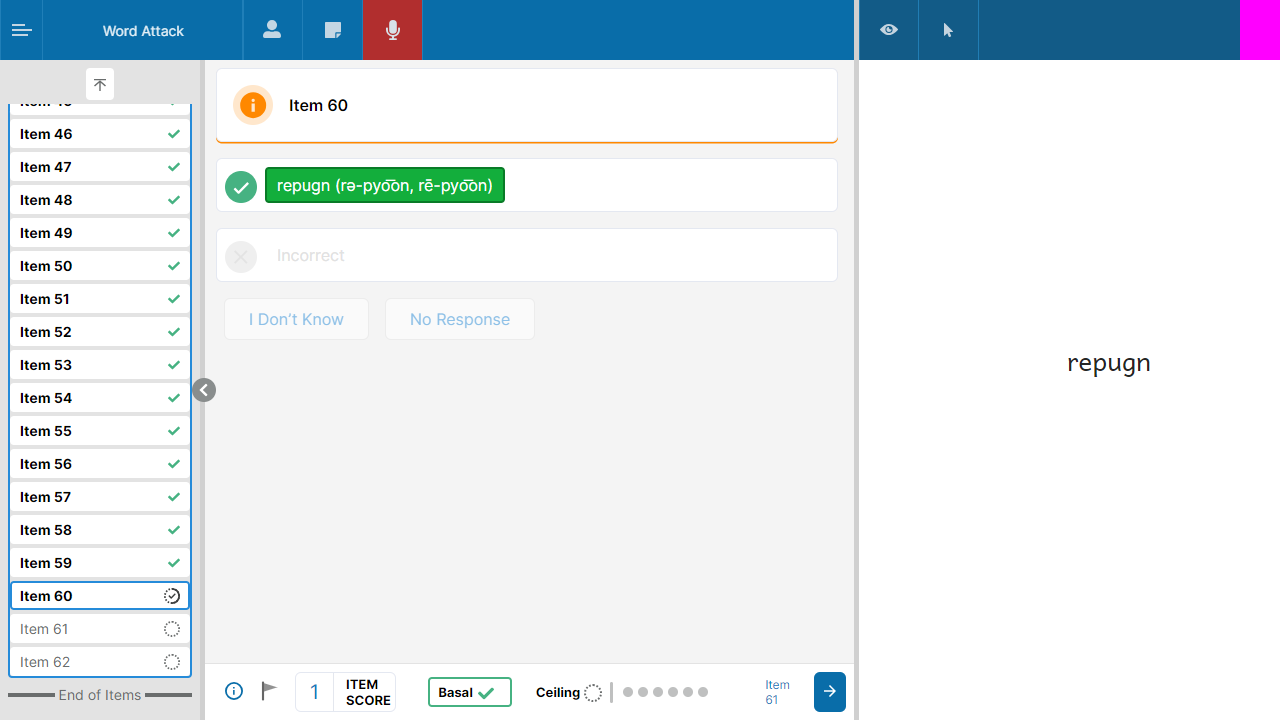 Word Attack
Item 46
Item 47
Item 48
Item 49
Item 50
Item 51
Item 52
Item 53
Item 54
Item 55
Item 56
Item 57
Item 58
Item 59
Item 60
Item 61
Item 62
End of Items
Item 60
repugn (rə-pyo͞on, rē-pyo͞on)
Incorrect
I Don't Know
No Response
1
ITEM
SCORE
Basal
Ceiling
Item
61
repugn